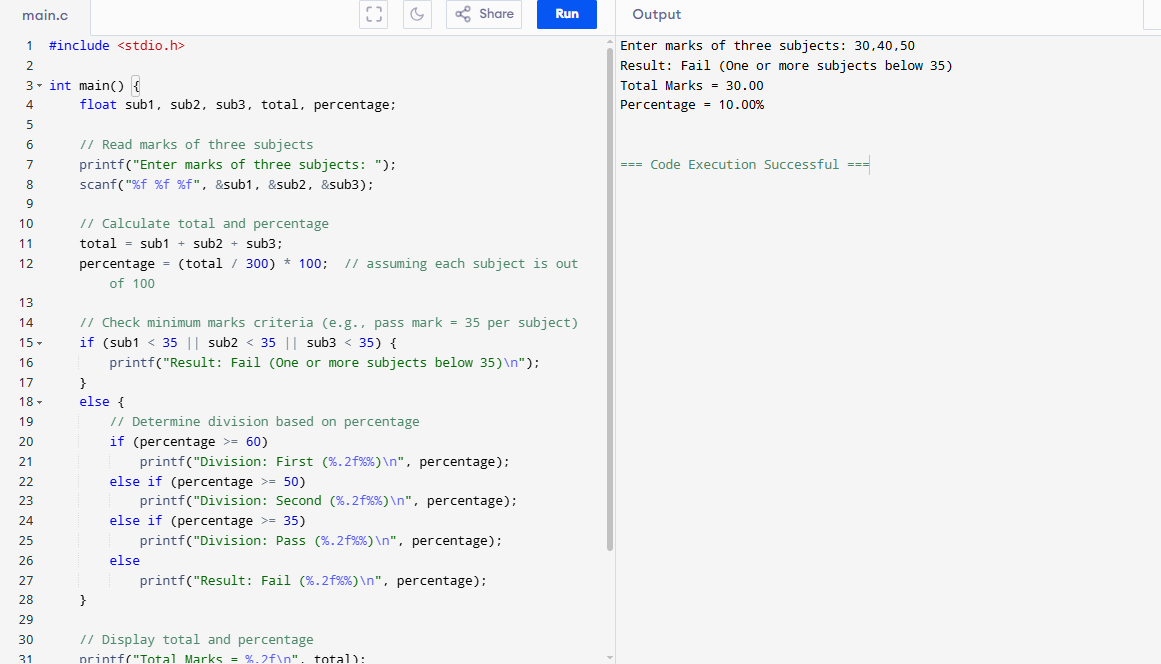 main.c
Share
Run
Output
1 #include <stdio.h>
2
3 int main() {
4     float sub1, sub2, sub3, total, percentage;
5
6     // Read marks of three subjects
7     printf("Enter marks of three subjects: ");
8     scanf("%f %f %f", &sub1, &sub2, &sub3);
9
10     // Calculate total and percentage
11     total = sub1 + sub2 + sub3;
12     percentage = (total / 300) * 100;  // assuming each subject is out
        of 100
13
14     // Check minimum marks criteria (e.g., pass mark = 35 per subject)
15     if (sub1 < 35 || sub2 < 35 || sub3 < 35) {
16         printf("Result: Fail (One or more subjects below 35)\n");
17     }
18     else {
19         // Determine division based on percentage
20         if (percentage >= 60)
21             printf("Division: First (%.2f%%)\n", percentage);
22         else if (percentage >= 50)
23             printf("Division: Second (%.2f%%)\n", percentage);
24         else if (percentage >= 35)
25             printf("Division: Pass (%.2f%%)\n", percentage);
26         else
27             printf("Result: Fail (%.2f%%)\n", percentage);
28     }
29
30     // Display total and percentage
31     printf("Total Marks = %.2f\n", total);
Enter marks of three subjects: 30,40,50
Result: Fail (One or more subjects below 35)
Total Marks = 30.00
Percentage = 10.00%
=== Code Execution Successful ===